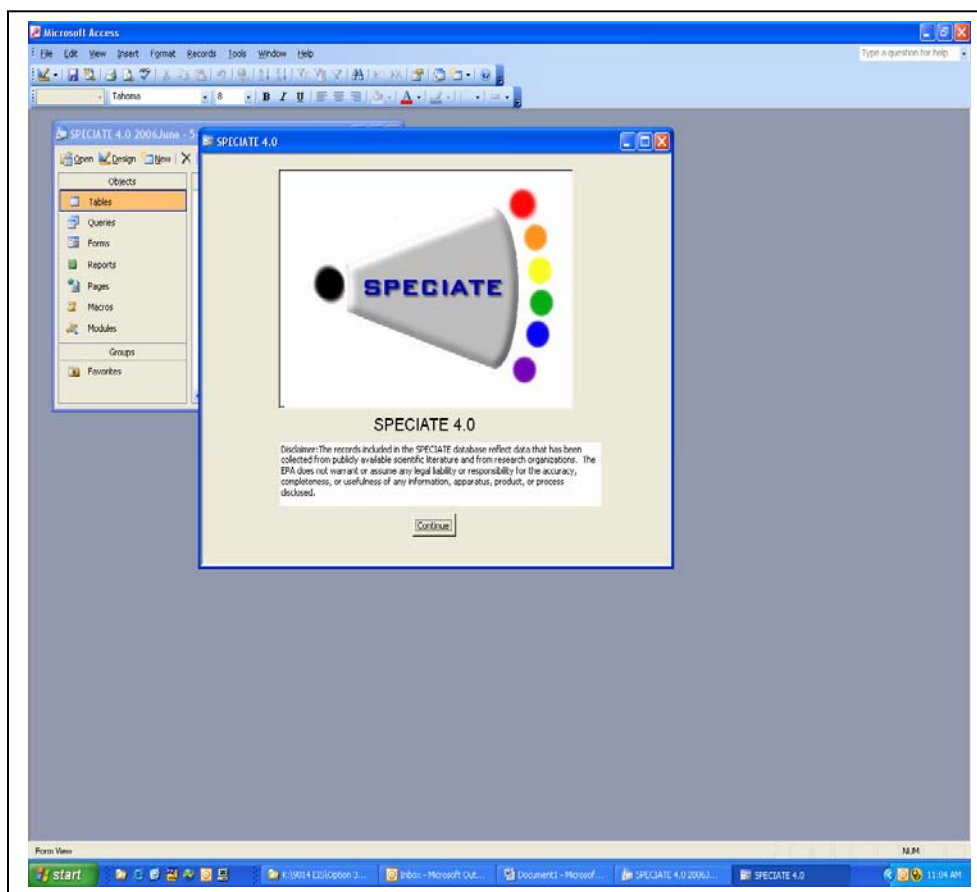 Microsoft Access
File Edit View Insert Format Records Tools Window Help
Type a question for help
Tahoma 8 B I U A
SPECIATE 4.0 2006June - 5
Open Design New
Objects
Tables
Queries
Forms
Reports
Pages
Macros
Modules
Groups
Favorites
SPECIATE 4.0
SPECIATE
SPECIATE 4.0
Disclaimer:The records included in the SPECIATE database reflect data that has been
collected from publicly available scientific literature and from research organizations. The
EPA does not warrant or assume any legal liability or responsibility for the accuracy,
completeness, or usefulness of any information, apparatus, product, or process
disclosed.
Continue
Form View NUM
start K:\9014 EIS\Option 3... Inbox - Microsoft Out... Document1 - Microsof... SPECIATE 4.0 2006J... SPECIATE 4.0 11:04 AM